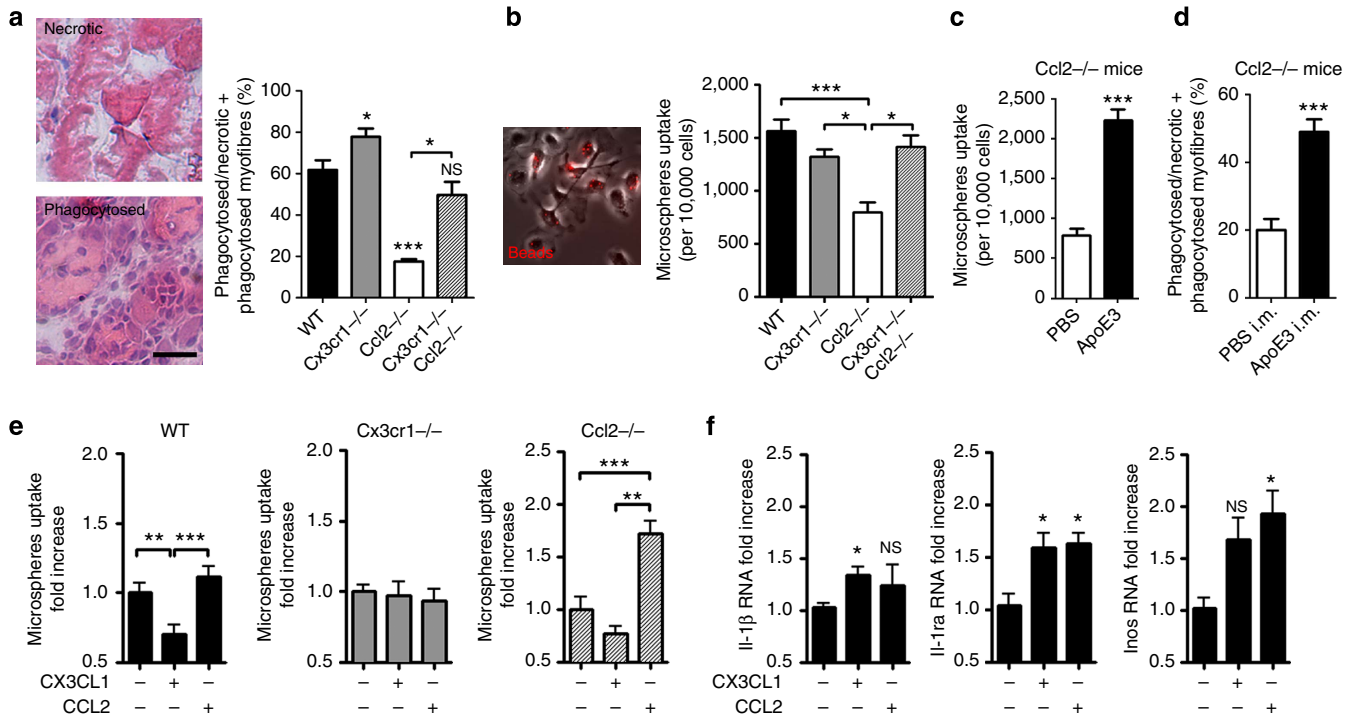 a
Necrotic
Phagocytosed
Phagocytosed/necrotic +
phagocytosed myofibres (%)
100
80
60
40
20
0
*
***
*
NS
WT
Cx3cr1–/–
Ccl2–/–
Cx3cr1–/–
Ccl2–/–
b
Beads
Microscpheres uptake
(per 10,000 cells)
2,000
1,500
1,000
500
0
***
*
*
WT
Cx3cr1–/–
Ccl2–/–
Cx3cr1–/–
Ccl2–/–
c
Ccl2–/– mice
Microscpheres uptake
(per 10,000 cells)
2,500
2,000
1,500
1,000
500
0
***
PBS
ApoE3
d
Ccl2–/– mice
Phagocytosed/necrotic +
phagocytosed myofibres (%)
60
40
20
0
***
PBS i.m.
ApoE3 i.m.
e
WT
Microspheres uptake
fold increase
2.0
1.5
1.0
0.5
** ***
Cx3cr1–/–
Microspheres uptake
fold increase
2.0
1.5
1.0
0.5
Ccl2–/–
Microspheres uptake
fold increase
2.5
2.0
1.5
1.0
0.5
***
**
CX3CL1 – + – – + – – + –
CCL2 – – + – – + – – +
f
Il-1β RNA fold increase
2.5
2.0
1.5
1.0
0.5
*
NS
Il-1ra RNA fold increase
2.5
2.0
1.5
1.0
0.5
* *
Inos RNA fold increase
2.5
2.0
1.5
1.0
0.5
NS
*
CX3CL1 – + – – + – – + –
CCL2 – – + – – + – – +